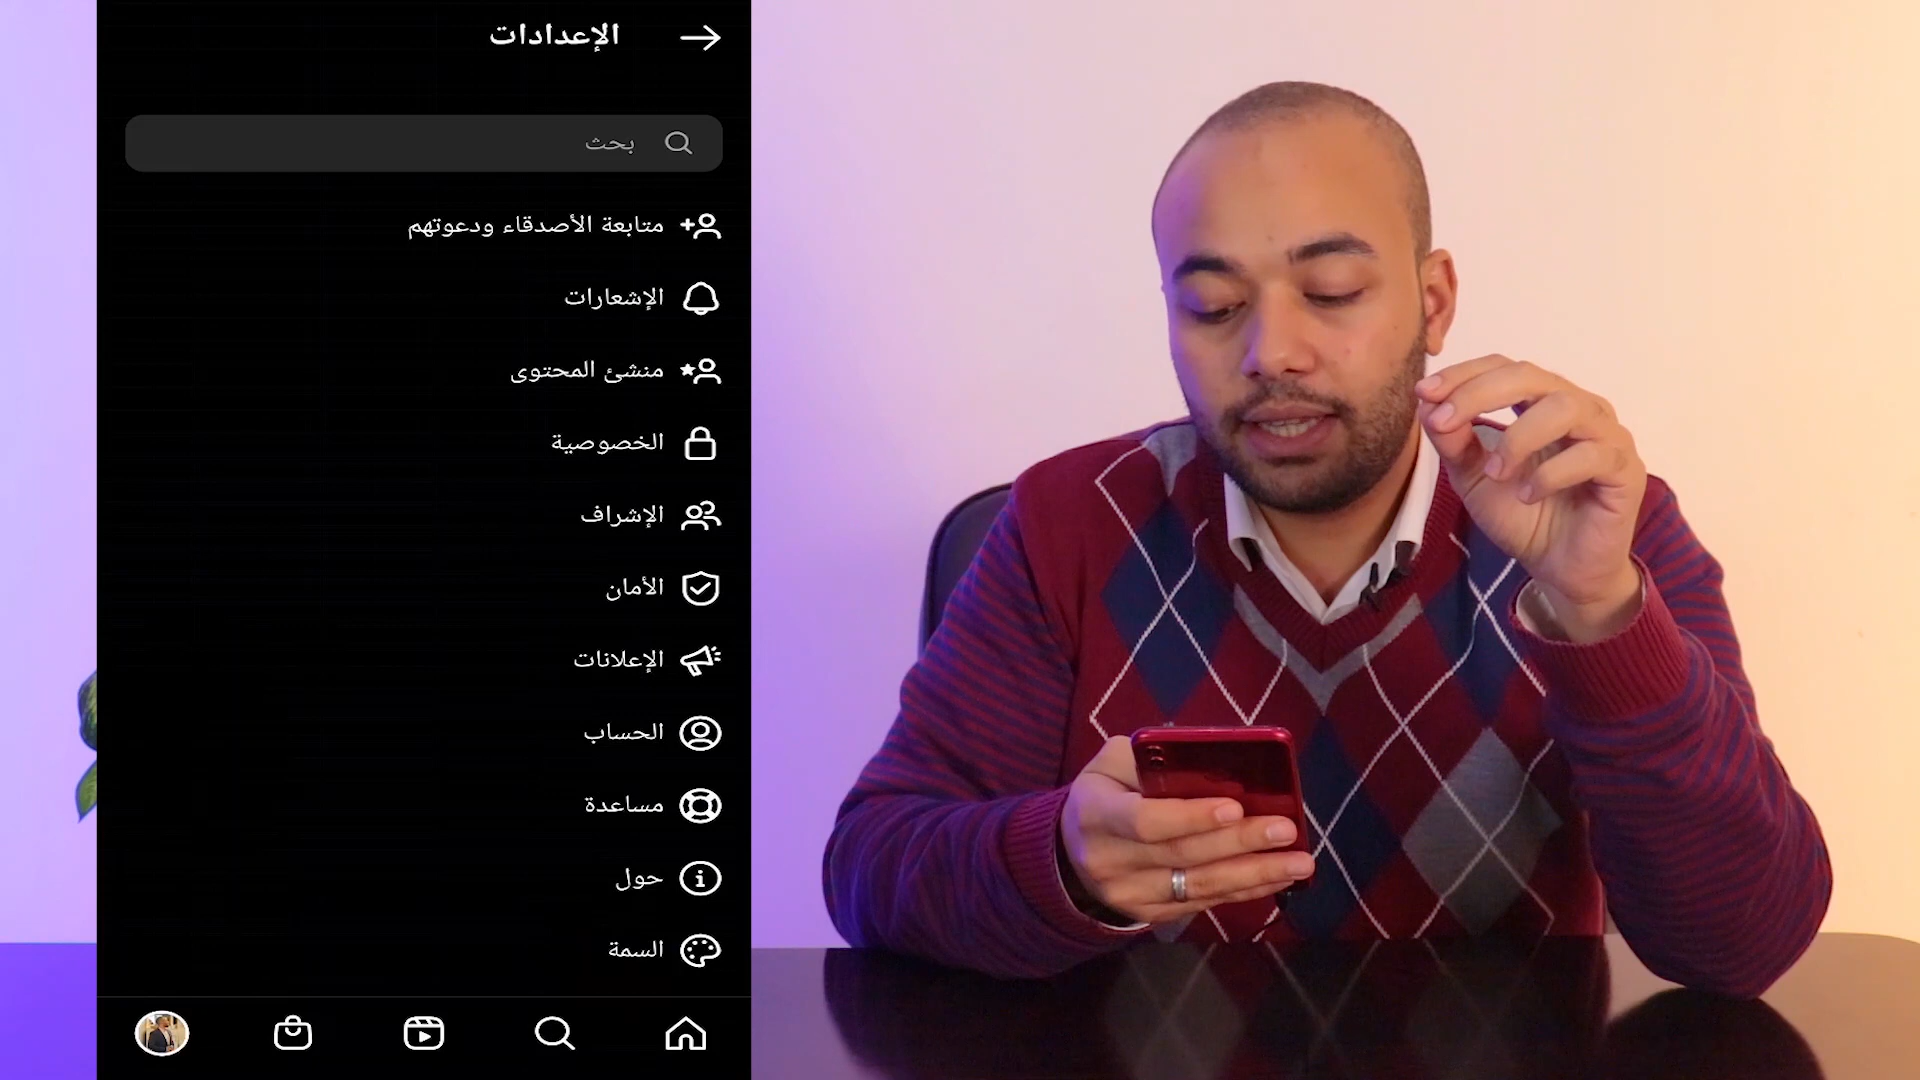 الإعدادات
بحث
متابعة الأصدقاء ودعوتهم
الإشعارات
منشئ المحتوى
الخصوصية
الإشراف
الأمان
الإعلانات
الحساب
مساعدة
حول
السمة